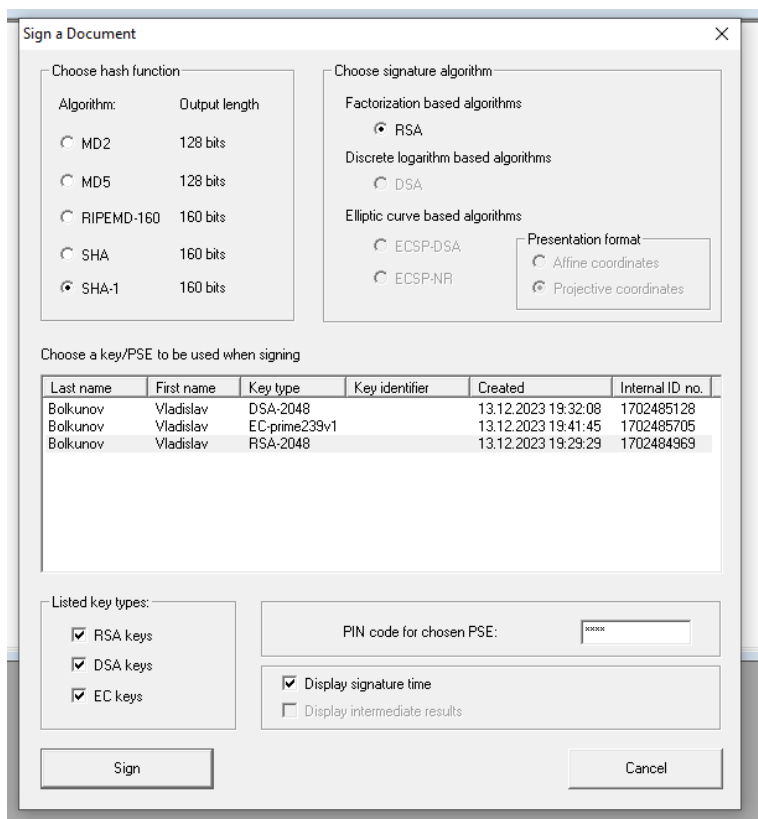 Sign a Document
Choose hash function
Algorithm: Output length
MD2 128 bits
MD5 128 bits
RIPEMD-160 160 bits
SHA 160 bits
SHA-1 160 bits
Choose signature algorithm
Factorization based algorithms
RSA
Discrete logarithm based algorithms
DSA
Elliptic curve based algorithms
ECSP-DSA
ECSP-NR
Presentation format
Affine coordinates
Projective coordinates
Choose a key/PSE to be used when signing
Last name First name Key type Key identifier Created Internal ID no.
Bolkunov Vladislav DSA-2048 13.12.2023 19:32:08 1702485128
Bolkunov Vladislav EC-prime239v1 13.12.2023 19:41:45 1702485705
Bolkunov Vladislav RSA-2048 13.12.2023 19:29:29 1702484969
Listed key types:
RSA keys
DSA keys
EC keys
PIN code for chosen PSE: ××××
Display signature time
Display intermediate results
Sign
Cancel